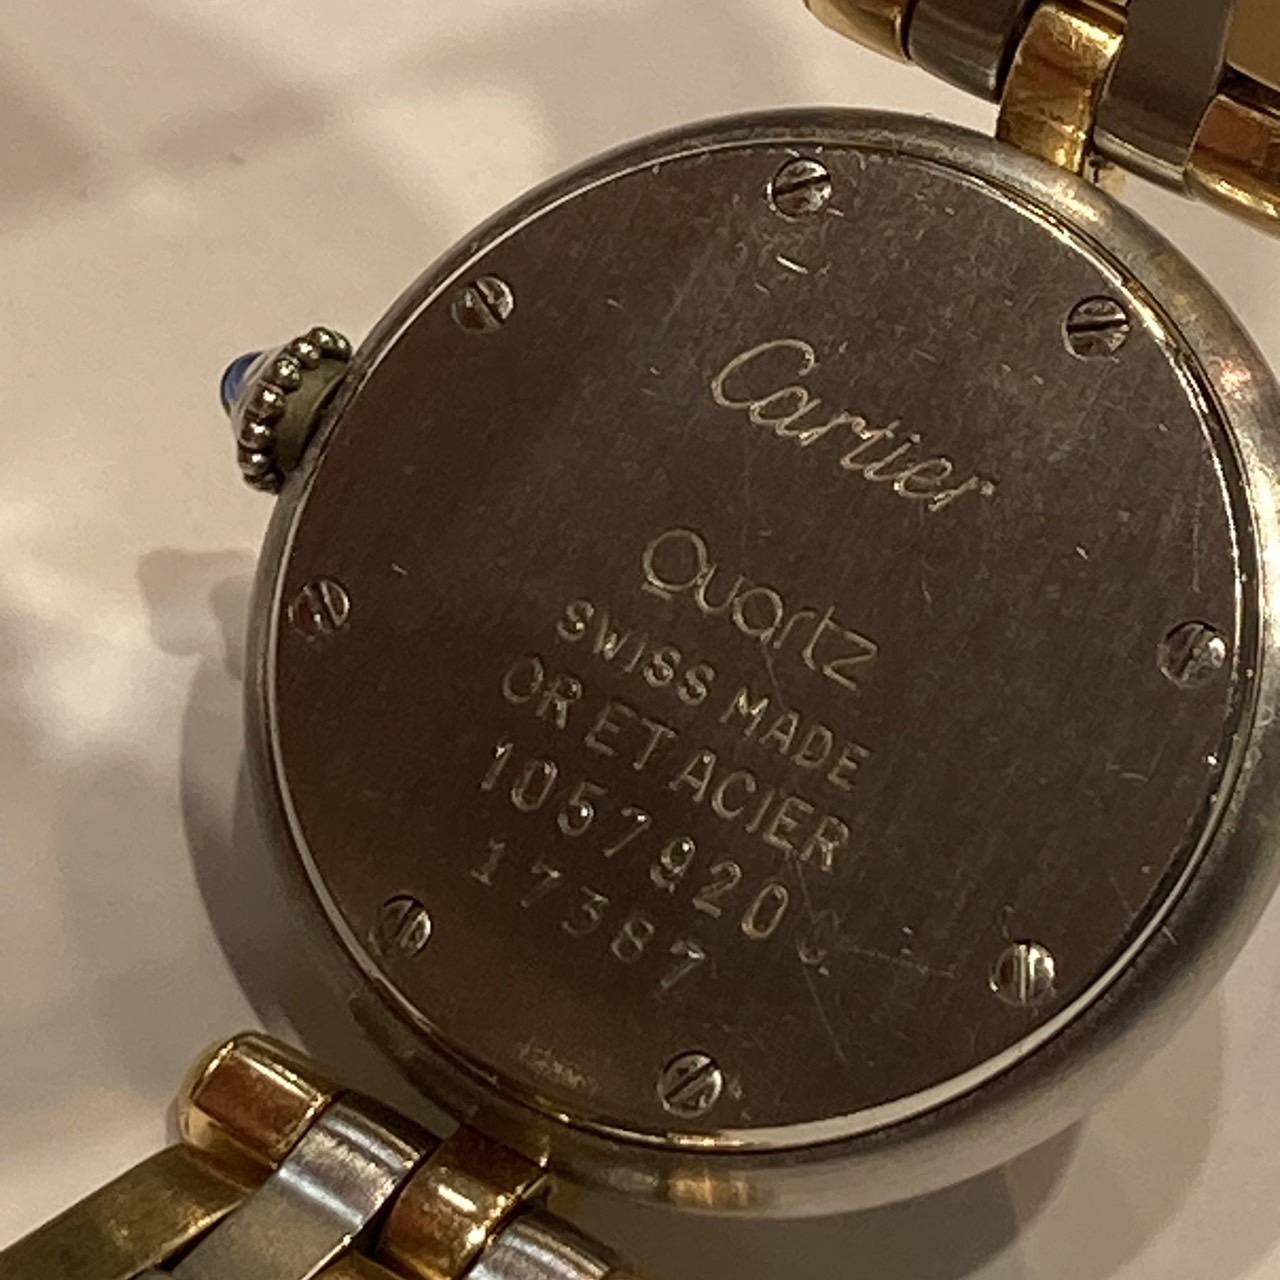 Cartier
Quartz
SWISS MADE
OR ET ACIER
1057920
17387